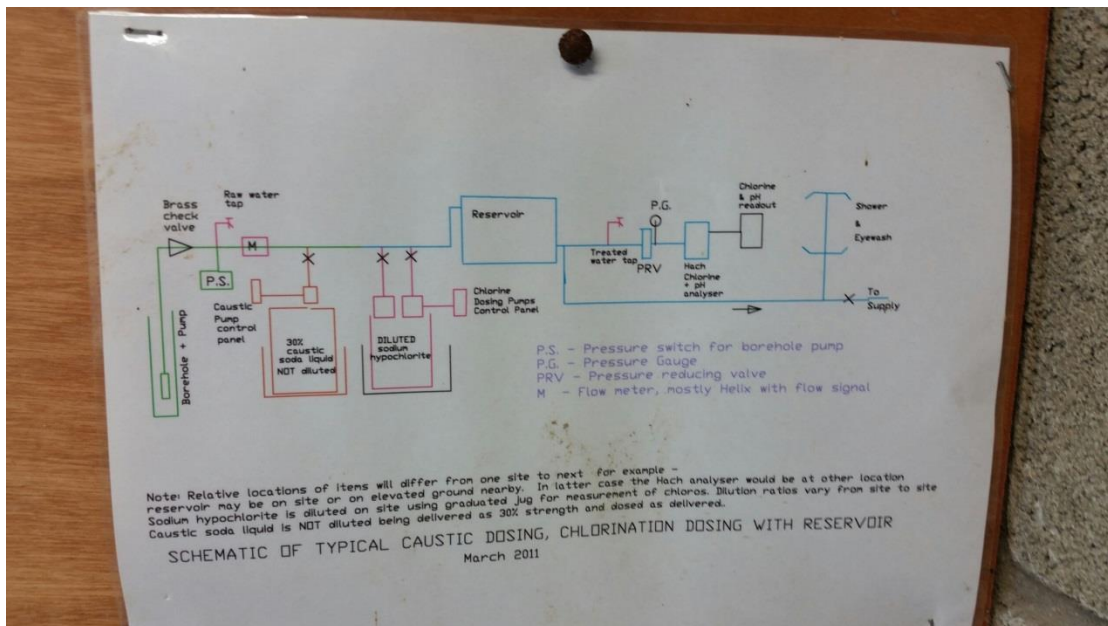 Raw water
tap
Brass
check
valve
M
P.S.
Caustic
Pump
control
panel
Borehole + Pump
30%
caustic
soda liquid
NOT diluted
DILUTED
sodium
hypochlorite
Chlorine
Dosing Pumps
Control Panel
Reservoir
Treated
water tap
P.G.
PRV
Hach
Chlorine
+ pH
analyser
Chlorine
& pH
readout
Shower
&
Eyewash
To
Supply
P.S. - Pressure switch for borehole pump
P.G. - Pressure Gauge
PRV - Pressure reducing valve
M - Flow meter, mostly Helix with flow signal
Note: Relative locations of items will differ from one site to next for example -
reservoir may be on site or on elevated ground nearby. In latter case the Hach analyser would be at other location
Sodium hypochlorite is diluted on site using graduated jug for measurement of chloros. Dilution ratios vary from site to site
Caustic soda liquid is NOT diluted being delivered as 30% strength and dosed as delivered.
SCHEMATIC OF TYPICAL CAUSTIC DOSING, CHLORINATION DOSING WITH RESERVOIR
March 2011